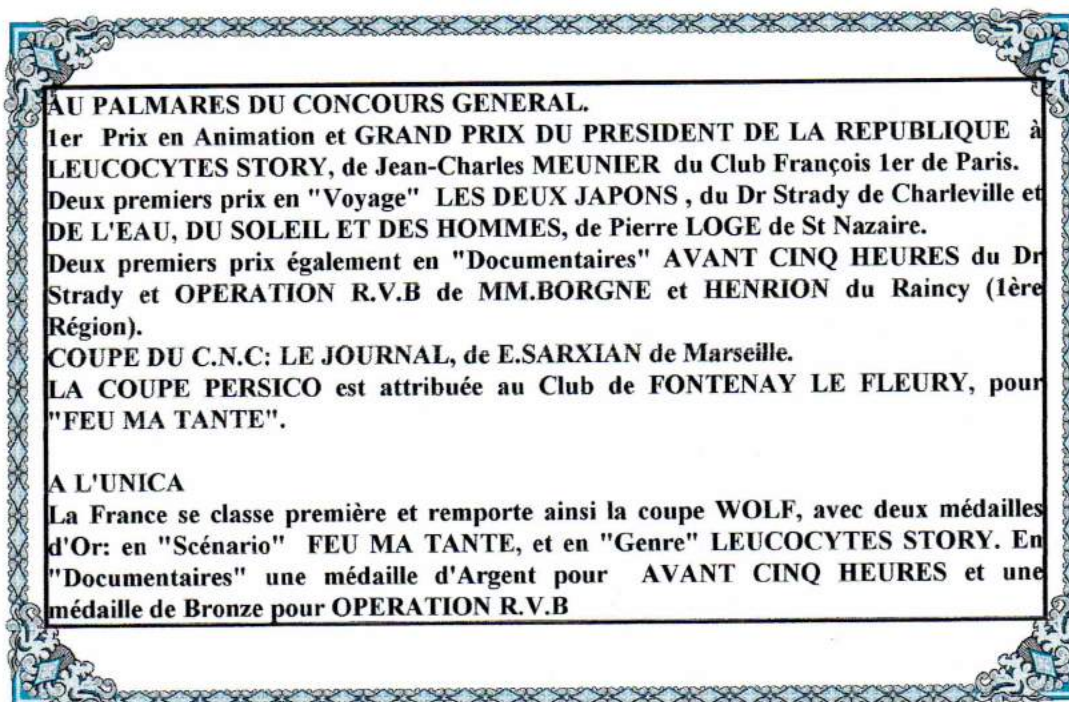 AU PALMARES DU CONCOURS GENERAL.
1er Prix en Animation et GRAND PRIX DU PRESIDENT DE LA REPUBLIQUE à
LEUCOCYTES STORY, de Jean-Charles MEUNIER du Club François 1er de Paris.
Deux premiers prix en "Voyage" LES DEUX JAPONS , du Dr Strady de Charleville et
DE L'EAU, DU SOLEIL ET DES HOMMES, de Pierre LOGE de St Nazaire.
Deux premiers prix également en "Documentaires" AVANT CINQ HEURES du Dr
Strady et OPERATION R.V.B de MM.BORGNE et HENRION du Raincy (1ère
Région).
COUPE DU C.N.C: LE JOURNAL, de E.SARXIAN de Marseille.
LA COUPE PERSICO est attribuée au Club de FONTENAY LE FLEURY, pour
"FEU MA TANTE".
A L'UNICA
La France se classe première et remporte ainsi la coupe WOLF, avec deux médailles
d'Or: en "Scénario" FEU MA TANTE, et en "Genre" LEUCOCYTES STORY. En
"Documentaires" une médaille d'Argent pour AVANT CINQ HEURES et une
médaille de Bronze pour OPERATION R.V.B